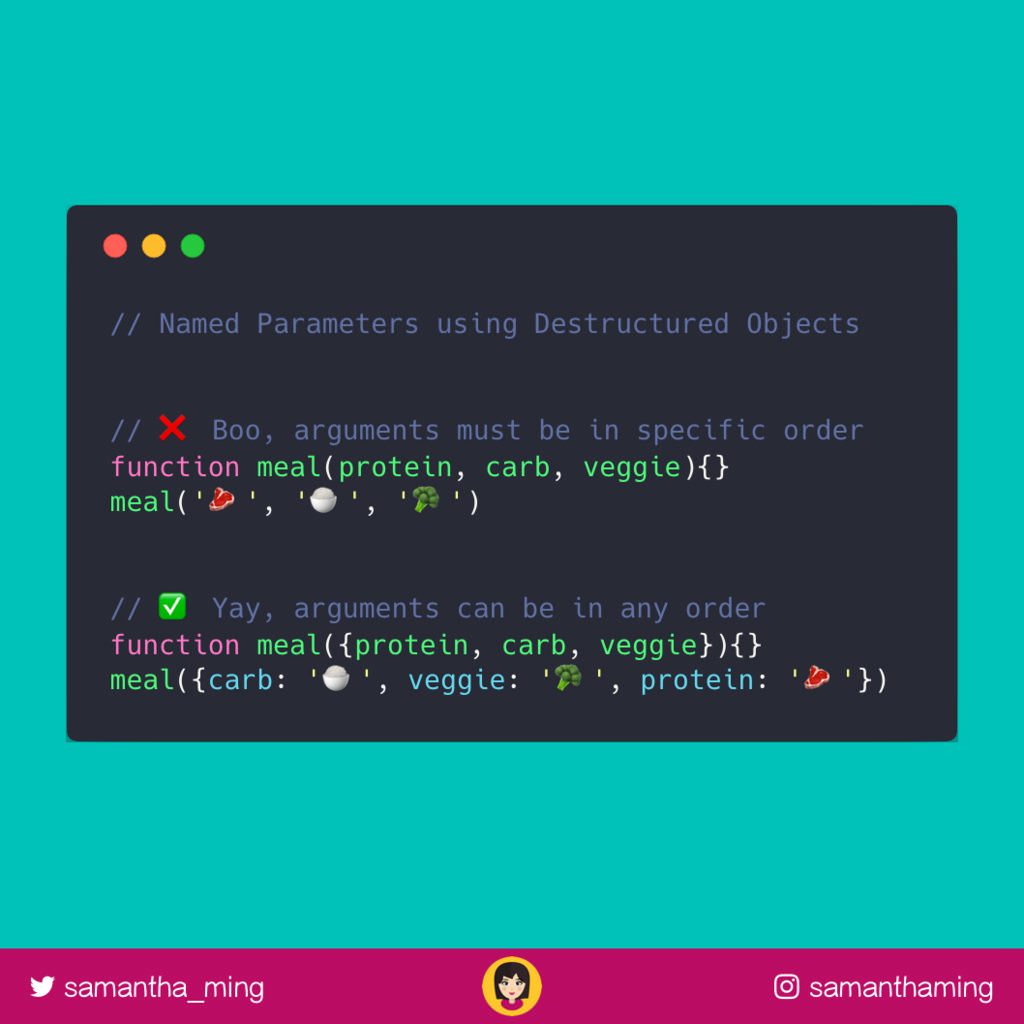 // Named Parameters using Destructured Objects
// ❌ Boo, arguments must be in specific order
function meal(protein, carb, veggie){}
meal('🥩 ', '🍚 ', '🥦 ')
// ✅ Yay, arguments can be in any order
function meal({protein, carb, veggie}){}
meal({carb: '🍚 ', veggie: '🥦 ', protein: '🥩 '})
samantha_ming
samanthaming